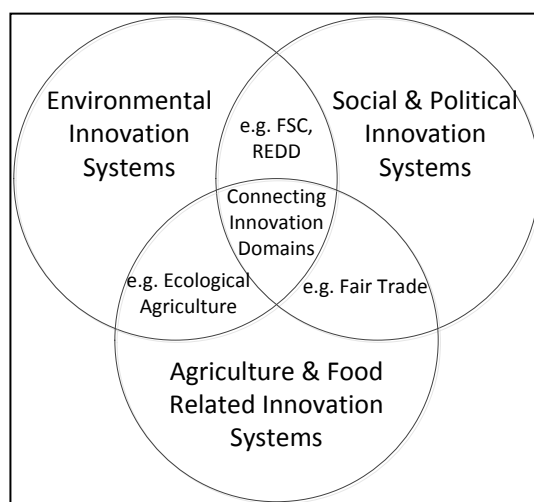 Environmental
Innovation
Systems
e.g. FSC,
REDD
Social & Political
Innovation
Systems
Connecting
Innovation
Domains
e.g. Ecological
Agriculture
e.g. Fair Trade
Agriculture & Food
Related Innovation
Systems